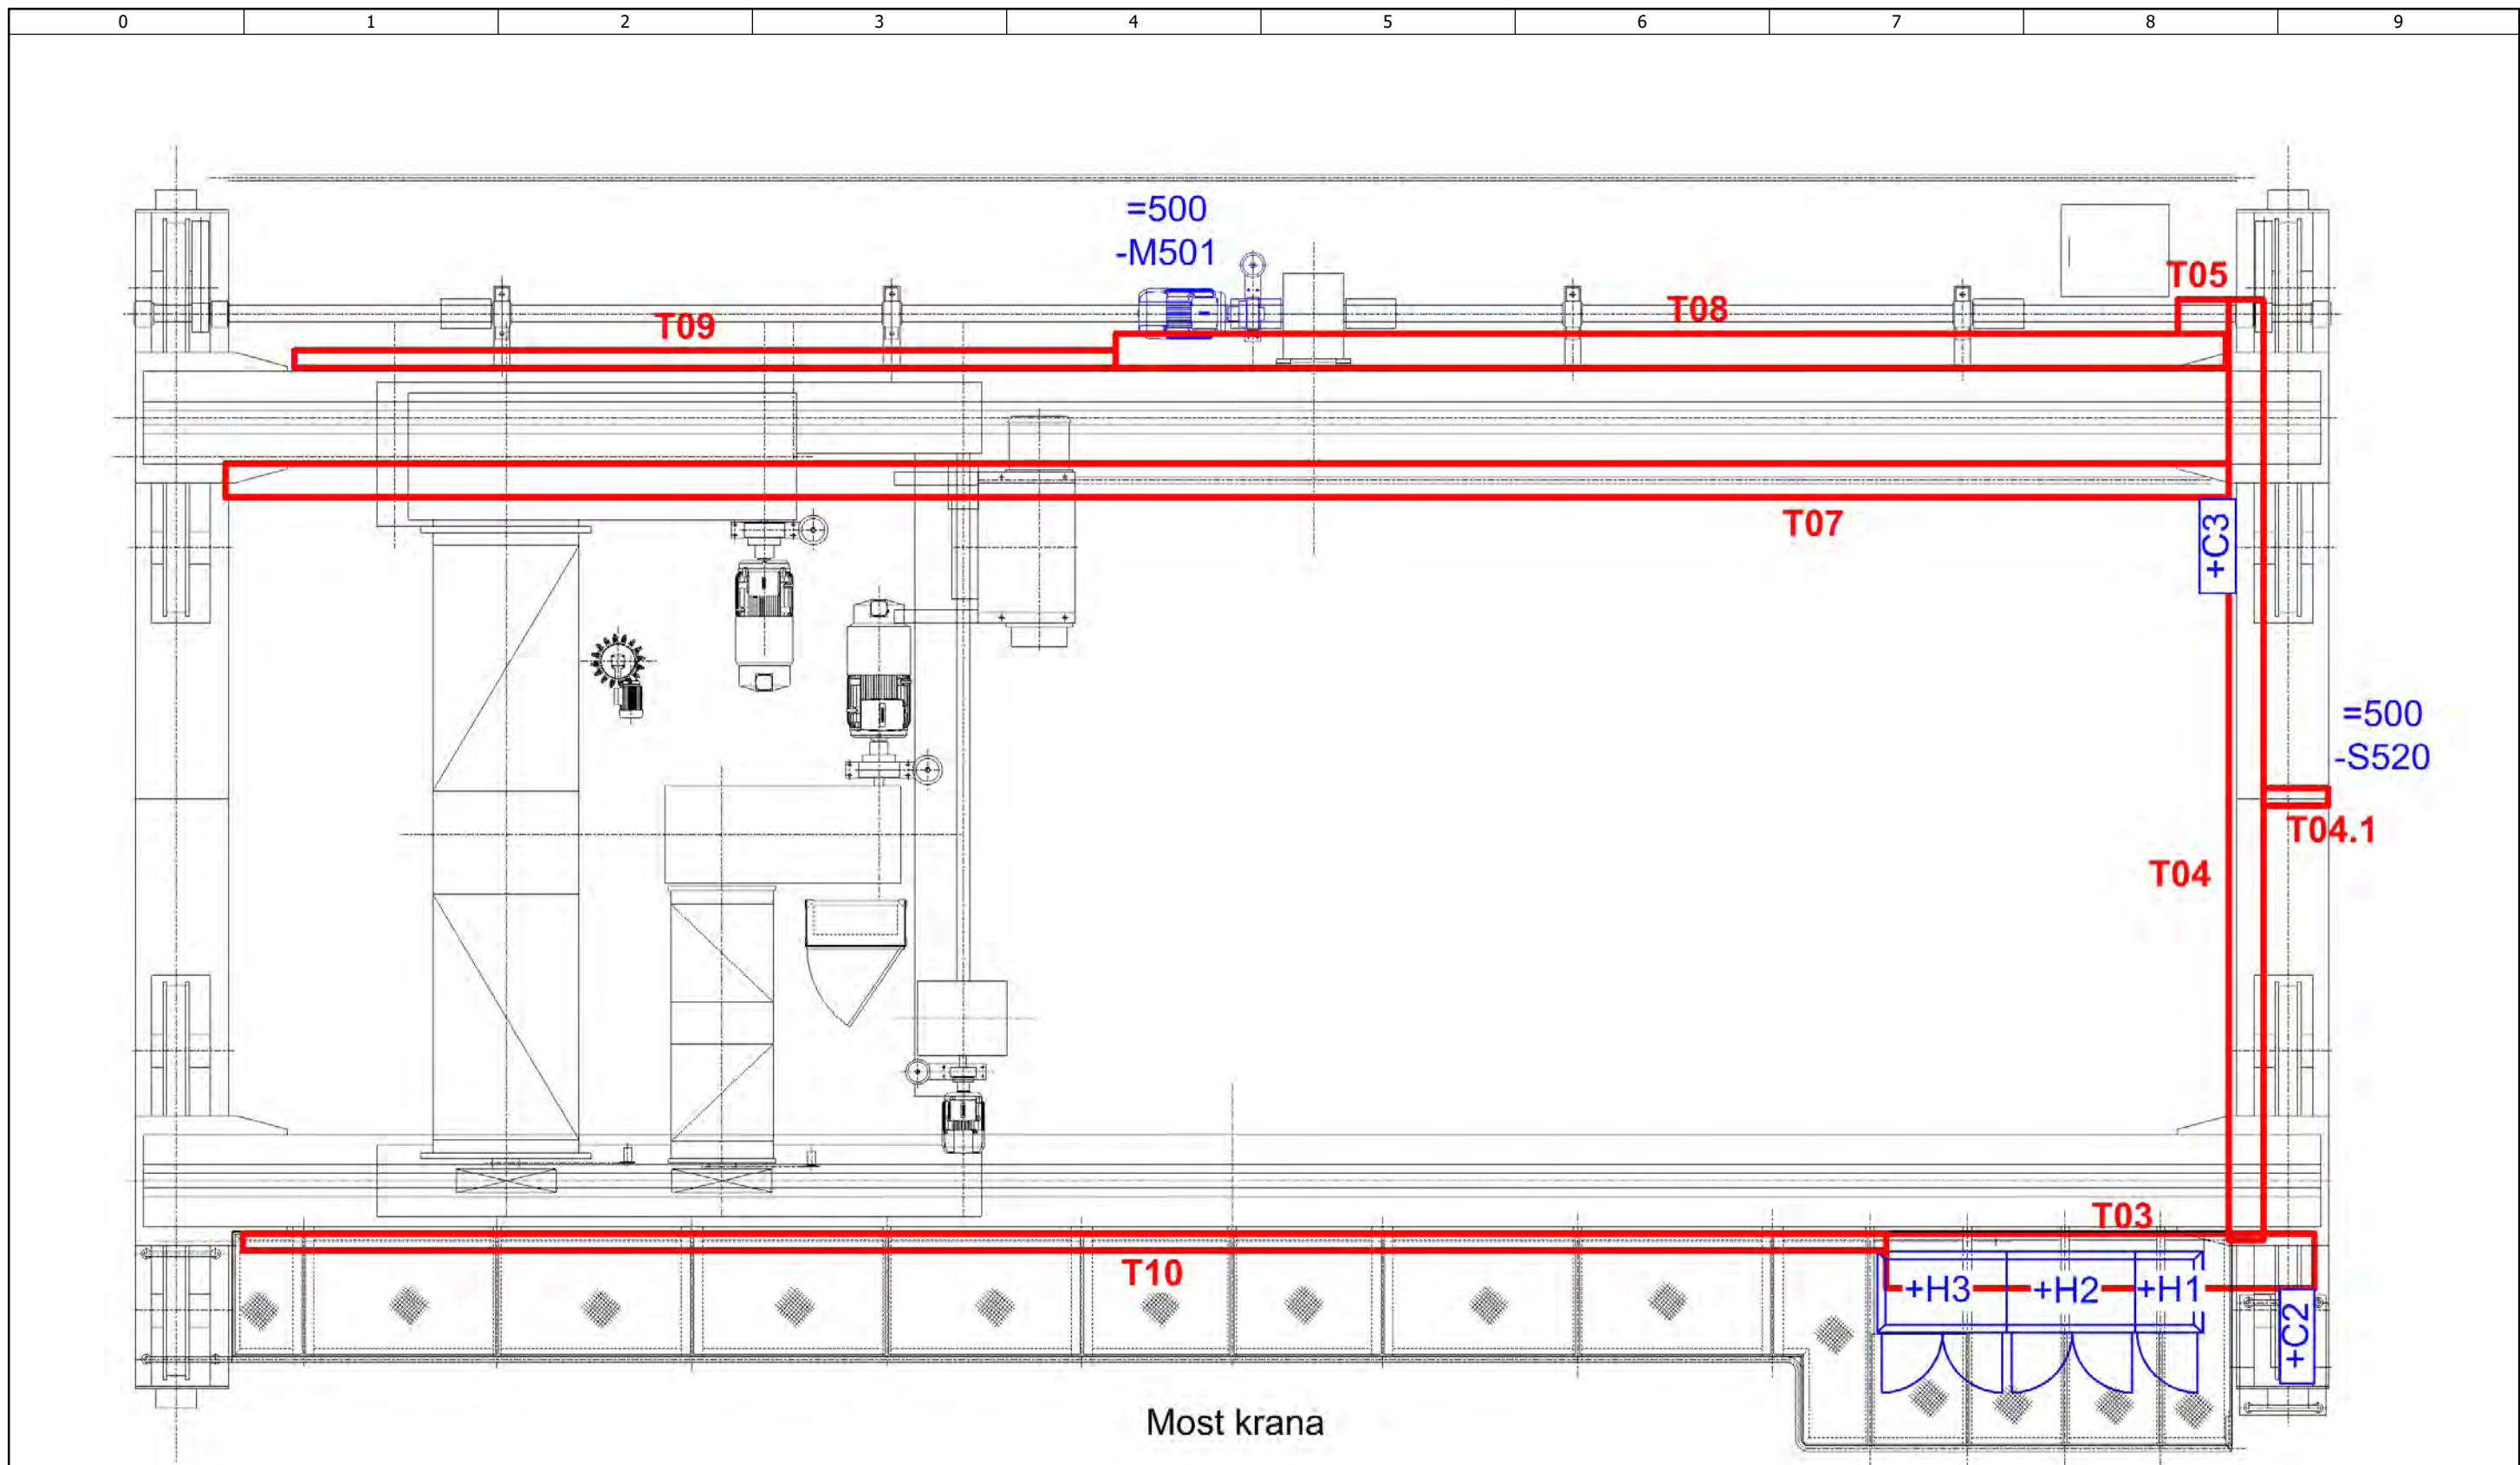 0 1 2 3 4 5 6 7 8 9
=500
-M501
T05
T08
T09
T07
+C3
=500
-S520
T04.1
T04
T03
T10
+H3 +H2 +H1
+C2
Most krana